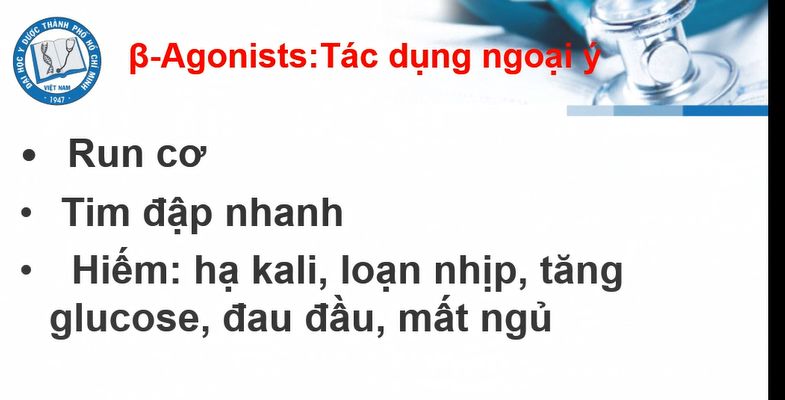 ĐẠI HỌC Y DƯỢC THÀNH PHỐ HỒ CHÍ MINH
VIỆT NAM
· 1947 ·
β-Agonists:Tác dụng ngoại ý
• Run cơ
• Tim đập nhanh
• Hiếm: hạ kali, loạn nhịp, tăng
glucose, đau đầu, mất ngủ